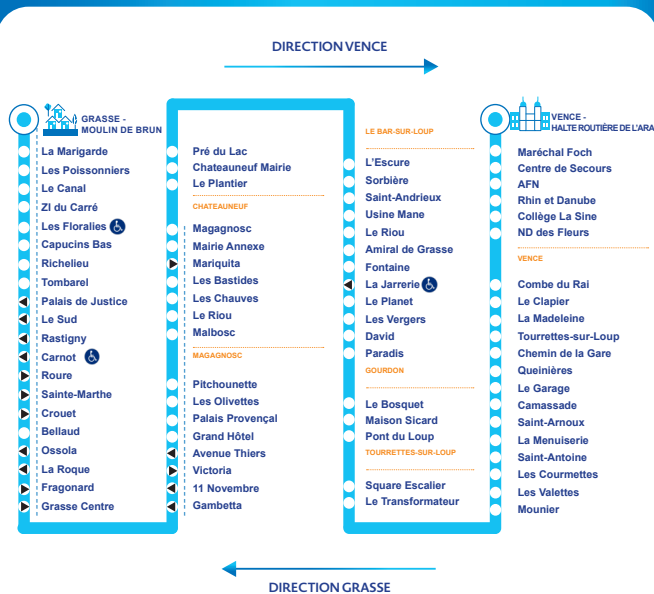 DIRECTION VENCE
GRASSE -
MOULIN DE BRUN
La Marigarde
Les Poissonniers
Le Canal
ZI du Carré
Les Floralies
Capucins Bas
Richelieu
Tombarel
Palais de Justice
Le Sud
Rastigny
Carnot
Roure
Sainte-Marthe
Crouet
Bellaud
Ossola
La Roque
Fragonard
Grasse Centre
Pré du Lac
Chateauneuf Mairie
Le Plantier
CHATEAUNEUF
Magagnosc
Mairie Annexe
Mariquita
Les Bastides
Les Chauves
Le Riou
Malbosc
MAGAGNOSC
Pitchounette
Les Olivettes
Palais Provençal
Grand Hôtel
Avenue Thiers
Victoria
11 Novembre
Gambetta
LE BAR-SUR-LOUP
L'Escure
Sorbière
Saint-Andrieux
Usine Mane
Le Riou
Amiral de Grasse
Fontaine
La Jarrerie
Le Planet
Les Vergers
David
Paradis
GOURDON
Le Bosquet
Maison Sicard
Pont du Loup
TOURRETTES-SUR-LOUP
Square Escalier
Le Transformateur
VENCE -
HALTE ROUTIÈRE DE L'ARA
Maréchal Foch
Centre de Secours
AFN
Rhin et Danube
Collège La Sine
ND des Fleurs
VENCE
Combe du Rai
Le Clapier
La Madeleine
Tourrettes-sur-Loup
Chemin de la Gare
Queinières
Le Garage
Camassade
Saint-Arnoux
La Menuiserie
Saint-Antoine
Les Courmettes
Les Valettes
Mounier
DIRECTION GRASSE